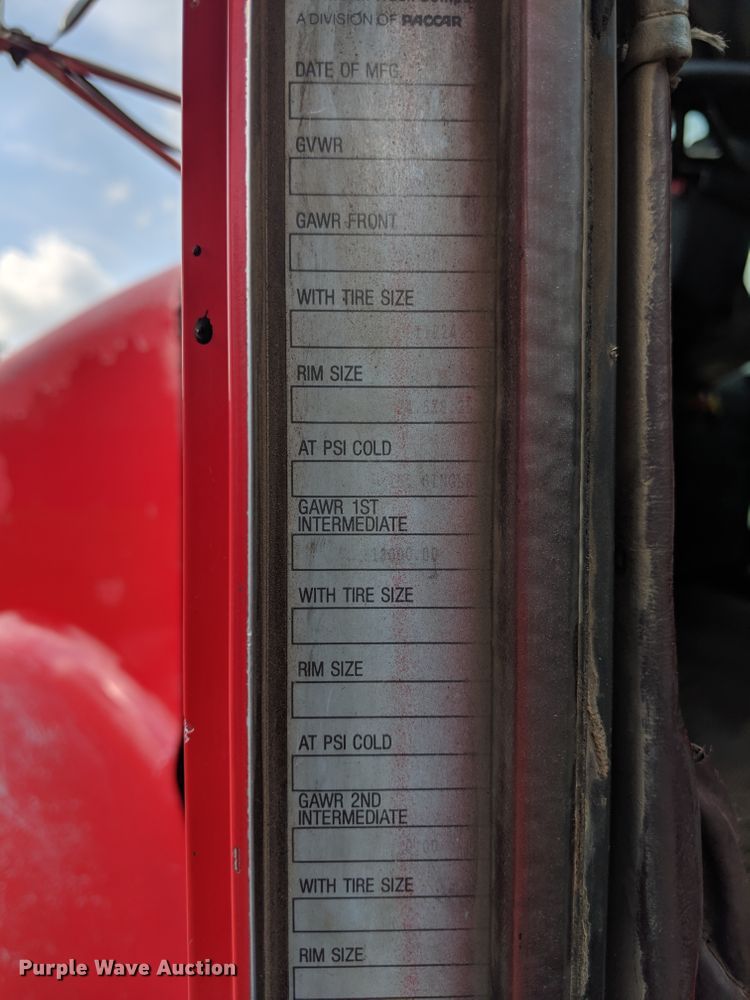 A DIVISION OF PACCAR
DATE OF MFG.
GVWR
GAWR FRONT
WITH TIRE SIZE
RIM SIZE
AT PSI COLD
GAWR 1ST
INTERMEDIATE
WITH TIRE SIZE
RIM SIZE
AT PSI COLD
GAWR 2ND
INTERMEDIATE
WITH TIRE SIZE
RIM SIZE
Purple Wave Auction